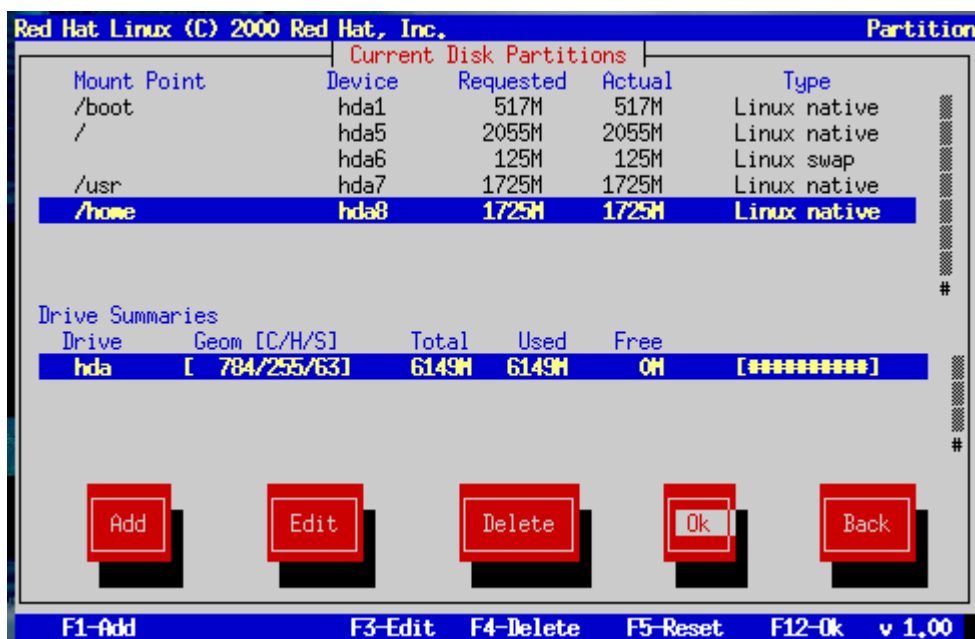 Red Hat Linux (C) 2000 Red Hat, Inc. Partition
Current Disk Partitions
Mount Point Device Requested Actual Type
/boot hda1 517M 517M Linux native
/ hda5 2055M 2055M Linux native
hda6 125M 125M Linux swap
/usr hda7 1725M 1725M Linux native
/home hda8 1725M 1725M Linux native
#
Drive Summaries
Drive Geom [C/H/S] Total Used Free
hda [ 784/255/63] 6149M 6149M 0M [##########]
#
Add Edit Delete Ok Back
F1-Add F3-Edit F4-Delete F5-Reset F12-Ok v 1.00